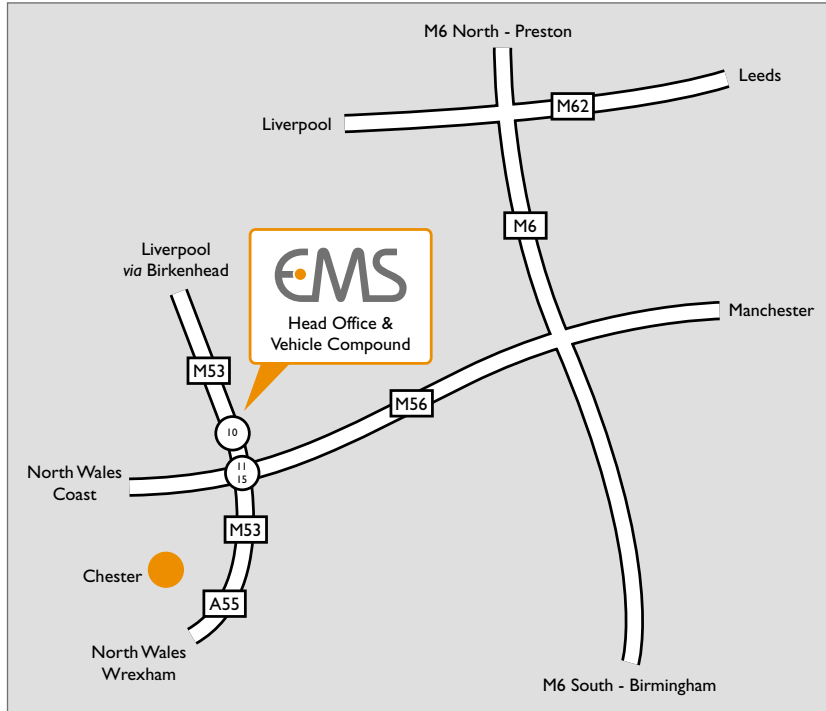 M6 North - Preston
Leeds
M62
Liverpool
M6
Liverpool
via Birkenhead
EMS
Head Office &
Vehicle Compound
Manchester
M53
M56
10
11
15
North Wales
Coast
M53
Chester
A55
North Wales
Wrexham
M6 South - Birmingham